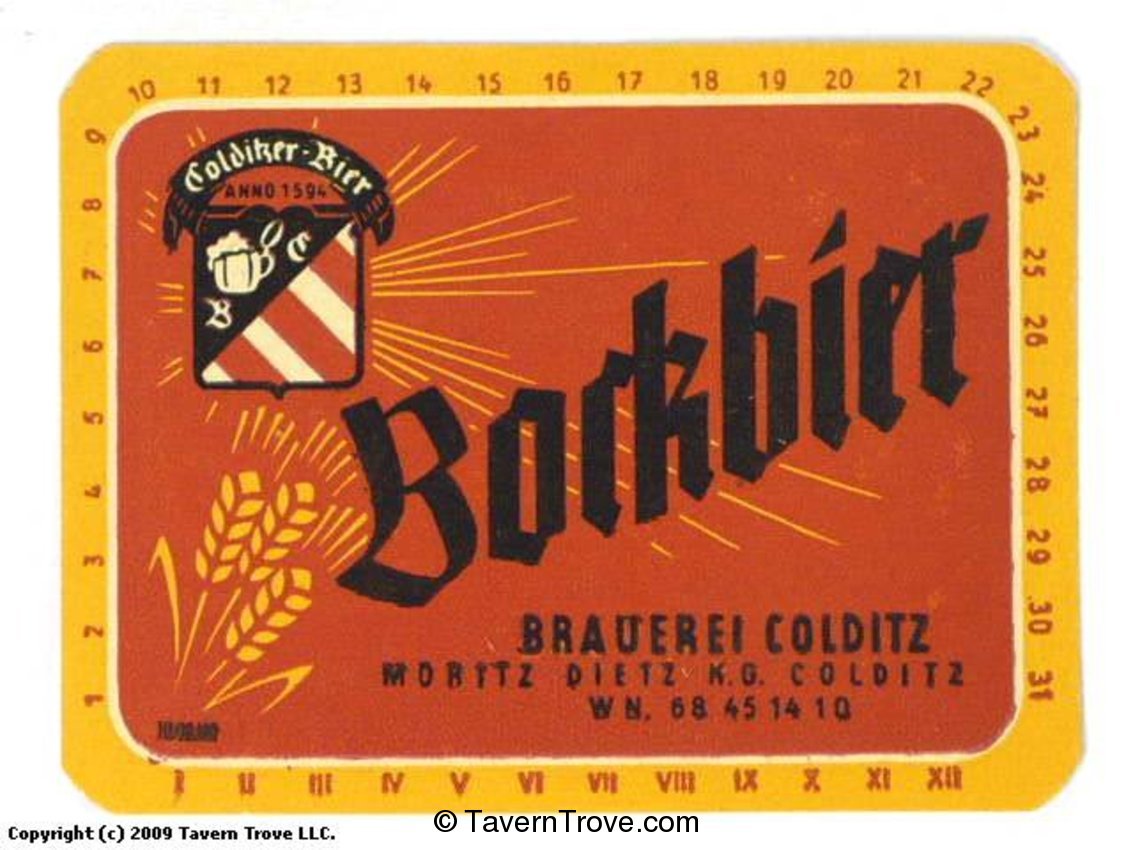 10 11 12 13 14 15 16 17 18 19 20 21 22
23
24
25
26
27
28
29
30
31
9
8
7
6
5
4
3
2
1
Colditzer-Bier
ANNO 1594
C
B
Bockbier
BRAUEREI COLDITZ
MORITZ DIETZ K.G. COLDITZ
WN. 68 45 14 10
I II III IV V VI VII VIII IX X XI XII
© TavernTrove.com
Copyright (c) 2009 Tavern Trove LLC.